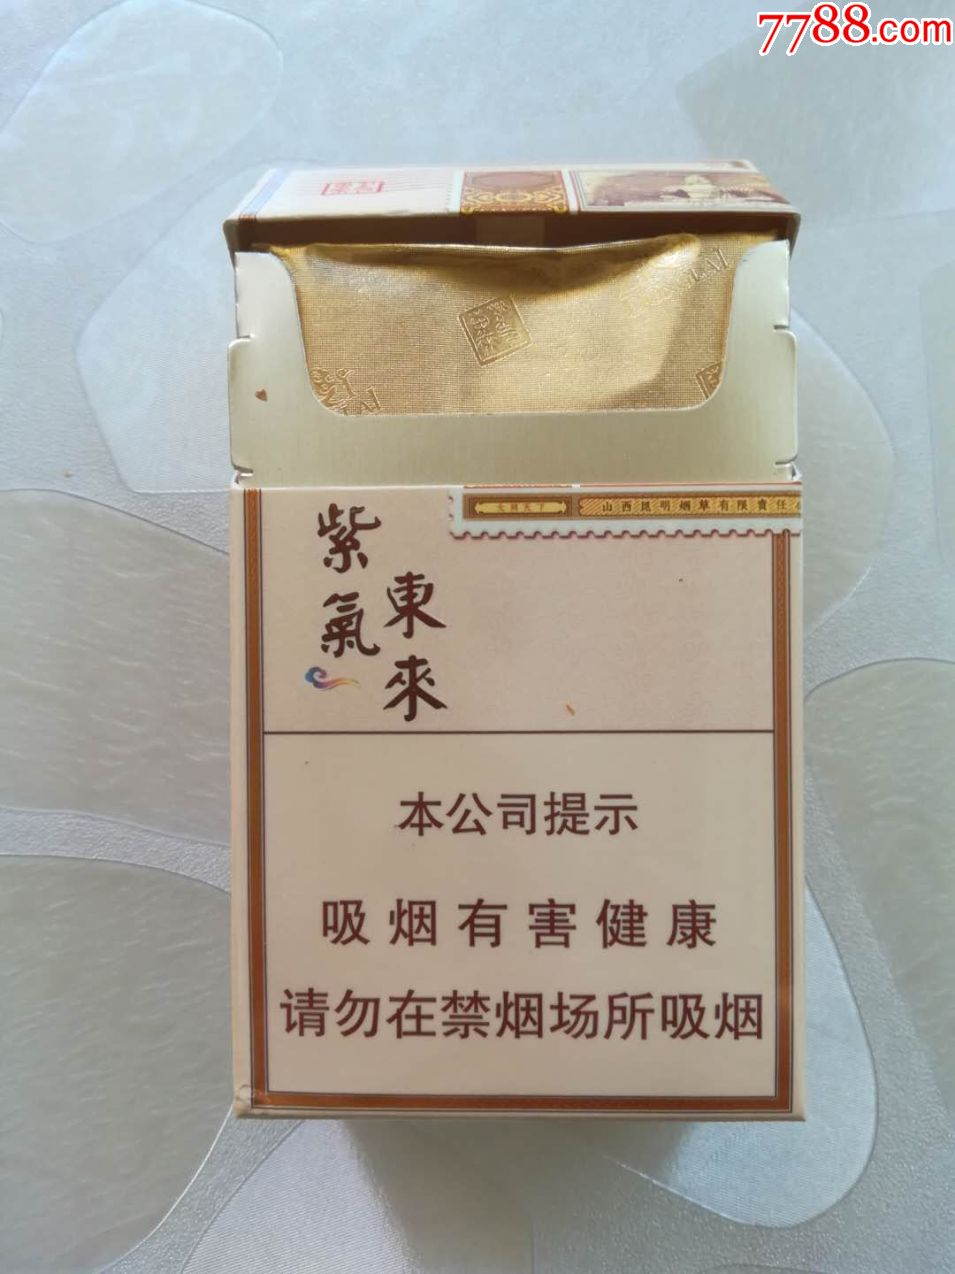 7788.com
山西昆明烟草有限責任
紫氣
東來
本公司提示
吸烟有害健康
请勿在禁烟场所吸烟